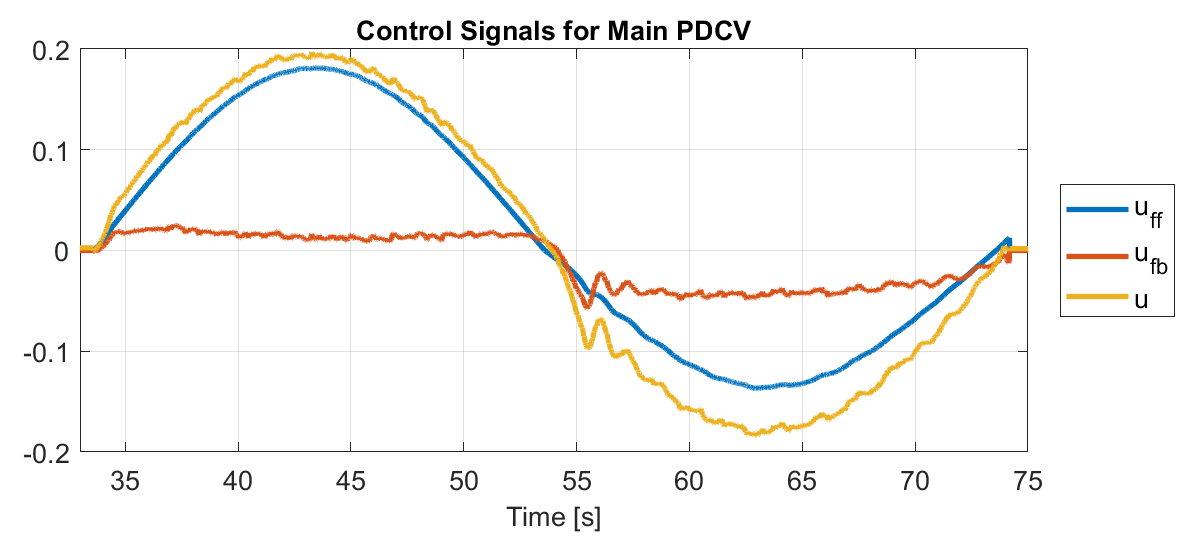 Control Signals for Main PDCV
0.2
0.1
0
-0.1
-0.2
35 40 45 50 55 60 65 70 75
Time [s]
u_ff
u_fb
u